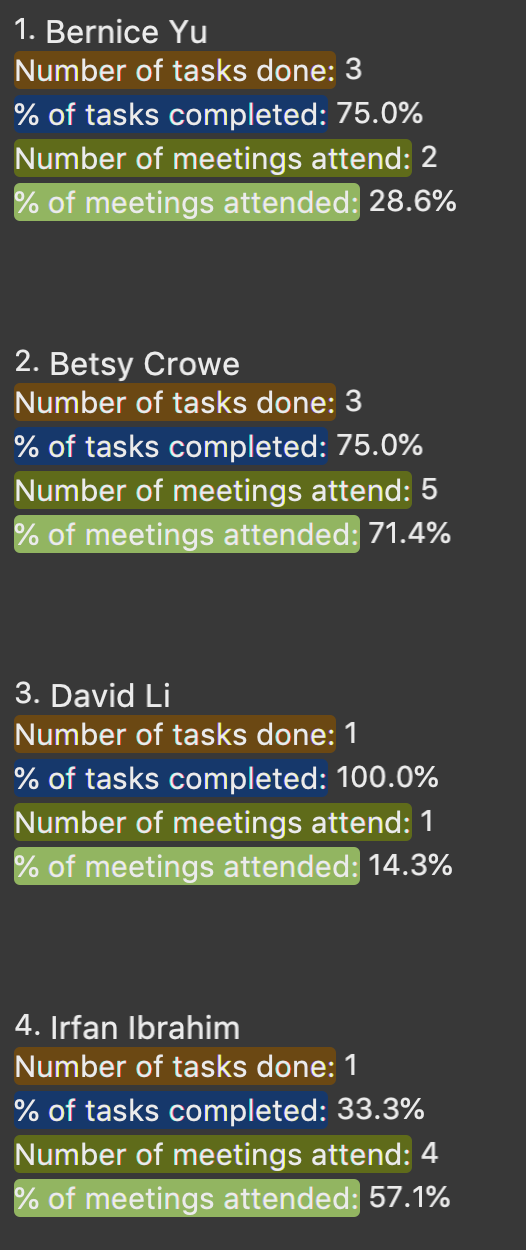 1. Bernice Yu
Number of tasks done: 3
% of tasks completed: 75.0%
Number of meetings attend: 2
% of meetings attended: 28.6%
2. Betsy Crowe
Number of tasks done: 3
% of tasks completed: 75.0%
Number of meetings attend: 5
% of meetings attended: 71.4%
3. David Li
Number of tasks done: 1
% of tasks completed: 100.0%
Number of meetings attend: 1
% of meetings attended: 14.3%
4. Irfan Ibrahim
Number of tasks done: 1
% of tasks completed: 33.3%
Number of meetings attend: 4
% of meetings attended: 57.1%